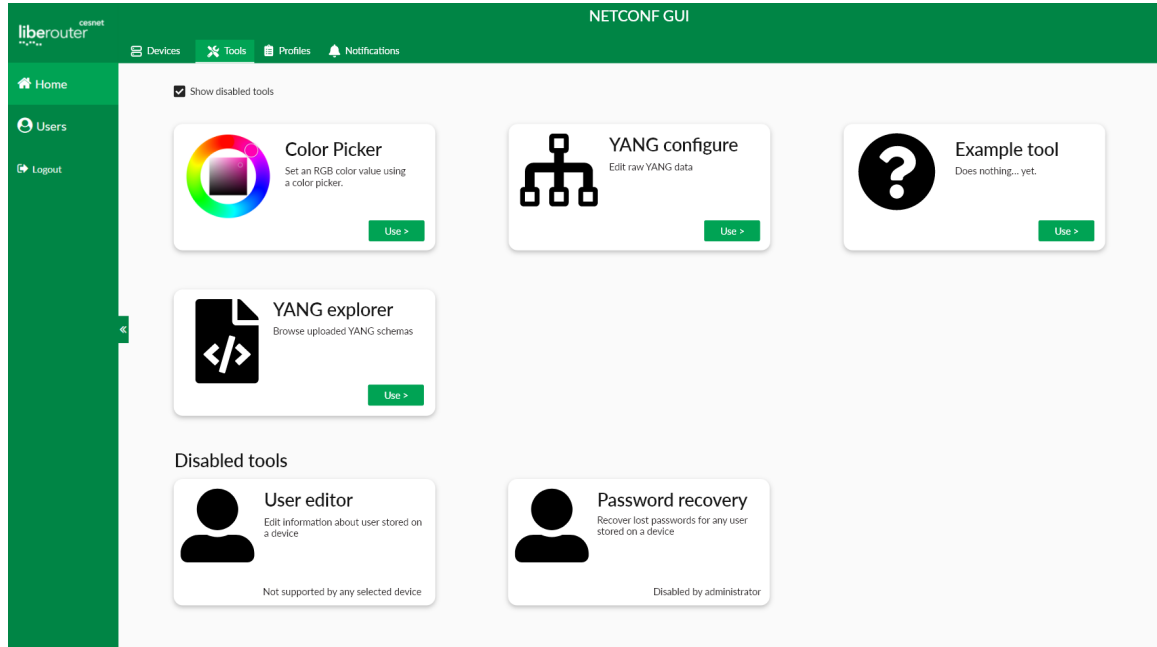 cesnet
liberouter
NETCONF GUI
Devices
Tools
Profiles
Notifications
Home
Users
Logout
«
Show disabled tools
Color Picker
Set an RGB color value using
a color picker.
Use >
YANG configure
Edit raw YANG data
Use >
?
Example tool
Does nothing... yet.
Use >
</>
YANG explorer
Browse uploaded YANG schemas
Use >
Disabled tools
User editor
Edit information about user stored on
a device
Not supported by any selected device
Password recovery
Recover lost passwords for any user
stored on a device
Disabled by administrator